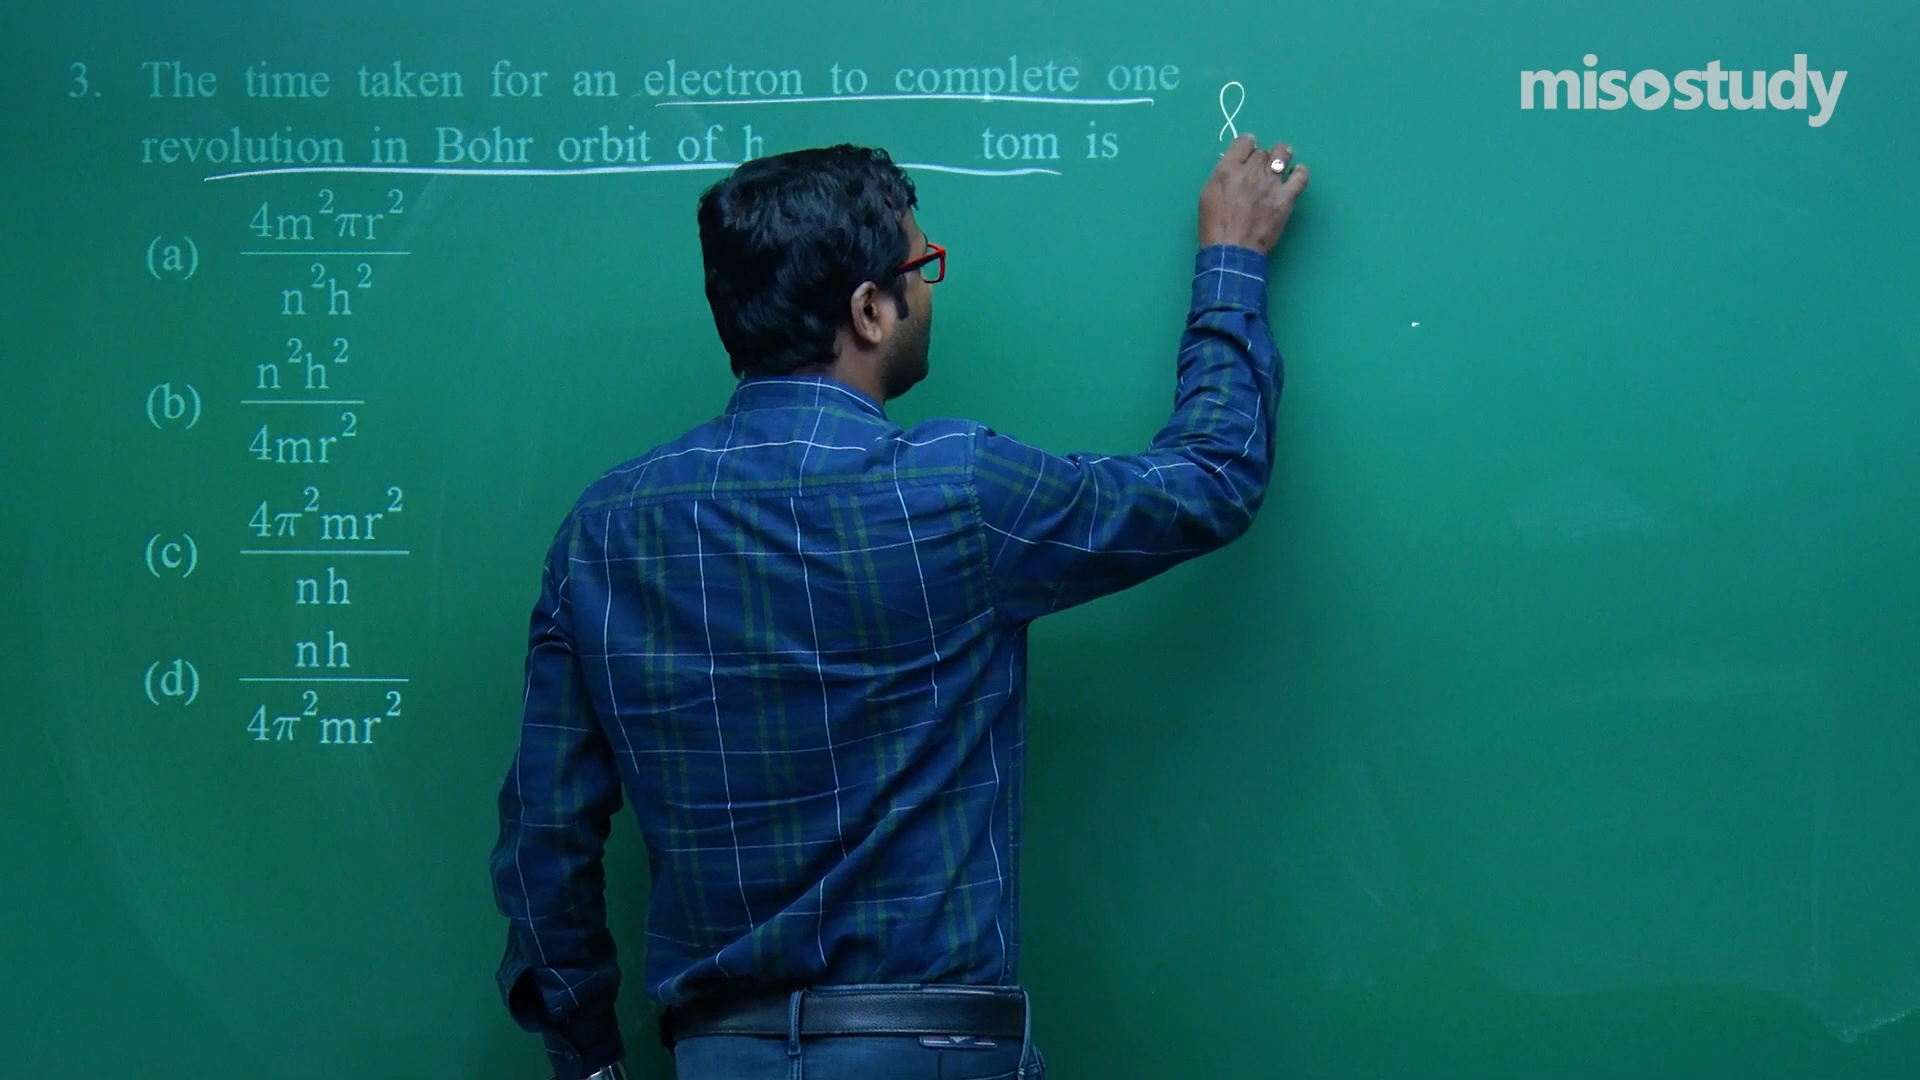 misostudy
3. The time taken for an electron to complete one
revolution in Bohr orbit of h tom is
(a) 4m²πr² / n²h²
(b) n²h² / 4mr²
(c) 4π²mr² / nh
(d) nh / 4π²mr²